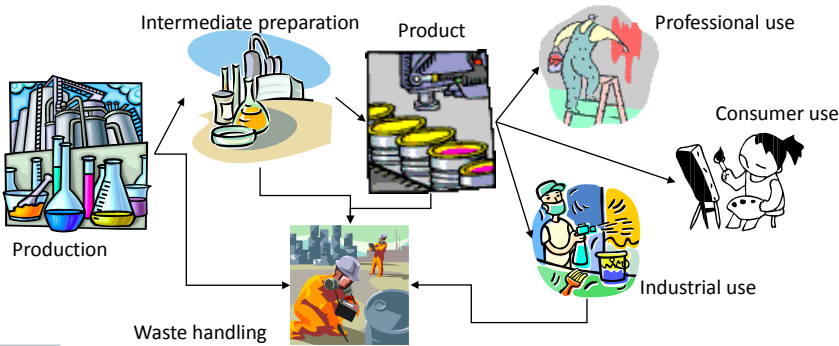 Intermediate preparation
Product
Professional use
Consumer use
Production
Industrial use
Waste handling